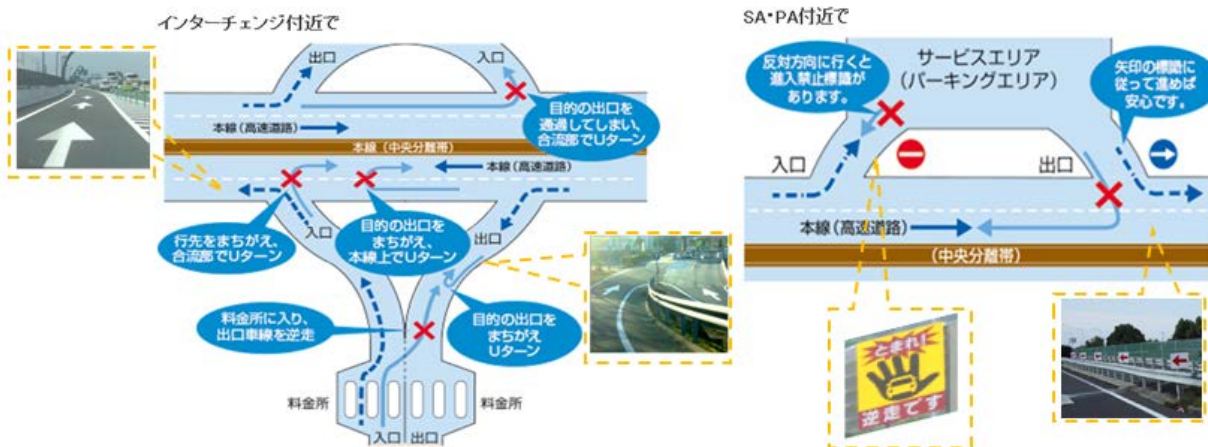 インターチェンジ付近で
出口
入口
目的の出口を
通過してしまい、
合流部でUターン
本線(高速道路)
本線(中央分離帯)
本線
(高速道路)
行先をまちがえ、
合流部でUターン
入口
目的の出口を
まちがえ、
本線上でUターン
出口
料金所に入り、
出口車線を逆走
目的の出口を
まちがえ
Uターン
料金所
料金所
入口
出口
SA・PA付近で
反対方向に行くと
進入禁止標識が
あります。
サービスエリア
(パーキングエリア)
矢印の標識に
従って進めば
安心です。
入口
出口
本線(高速道路)
(中央分離帯)
とまれ!
逆走です